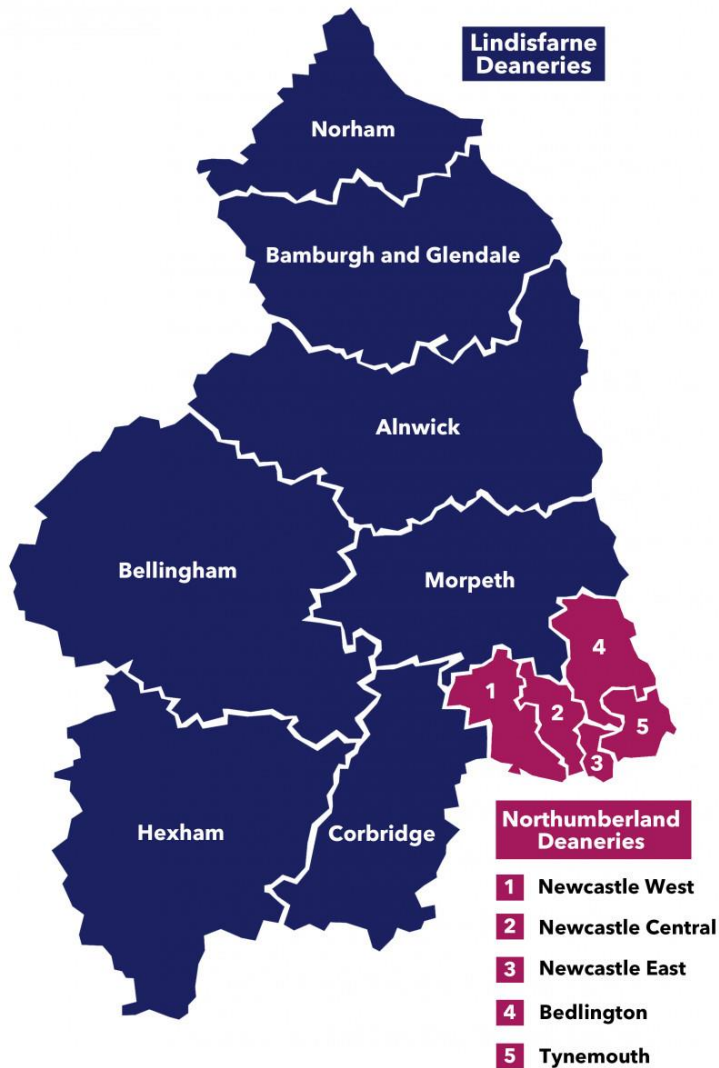 Lindisfarne
Deaneries
Norham
Bamburgh and Glendale
Alnwick
Bellingham
Morpeth
4
1
2
5
3
Hexham
Corbridge
Northumberland
Deaneries
1 Newcastle West
2 Newcastle Central
3 Newcastle East
4 Bedlington
5 Tynemouth